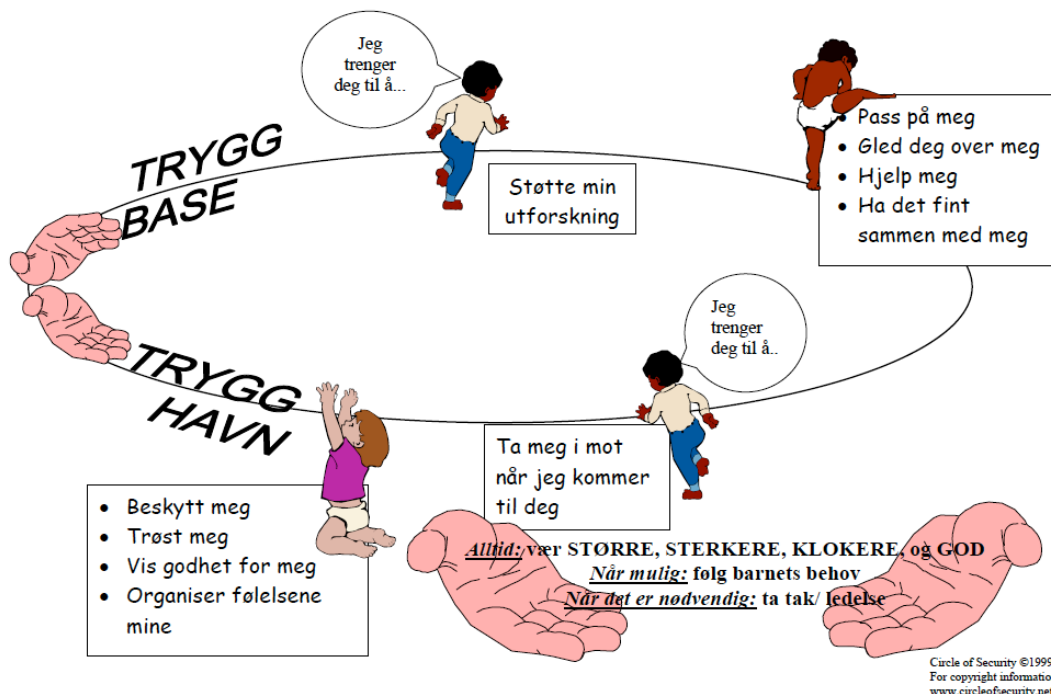 Jeg
trenger
deg til å...
TRYGG
BASE
Støtte min
utforskning
• Pass på meg
• Gled deg over meg
• Hjelp meg
• Ha det fint
sammen med meg
Jeg
trenger
deg til å..
TRYGG
HAVN
Ta meg i mot
når jeg kommer
til deg
• Beskytt meg
• Trøst meg
• Vis godhet for meg
• Organiser følelsene
mine
Alltid: vær STØRRE, STERKERE, KLOKERE, og GOD
Når mulig: følg barnets behov
Når det er nødvendig: ta tak/ ledelse
Circle of Security ©1999
For copyright informatio
www.circleofsecurity.net